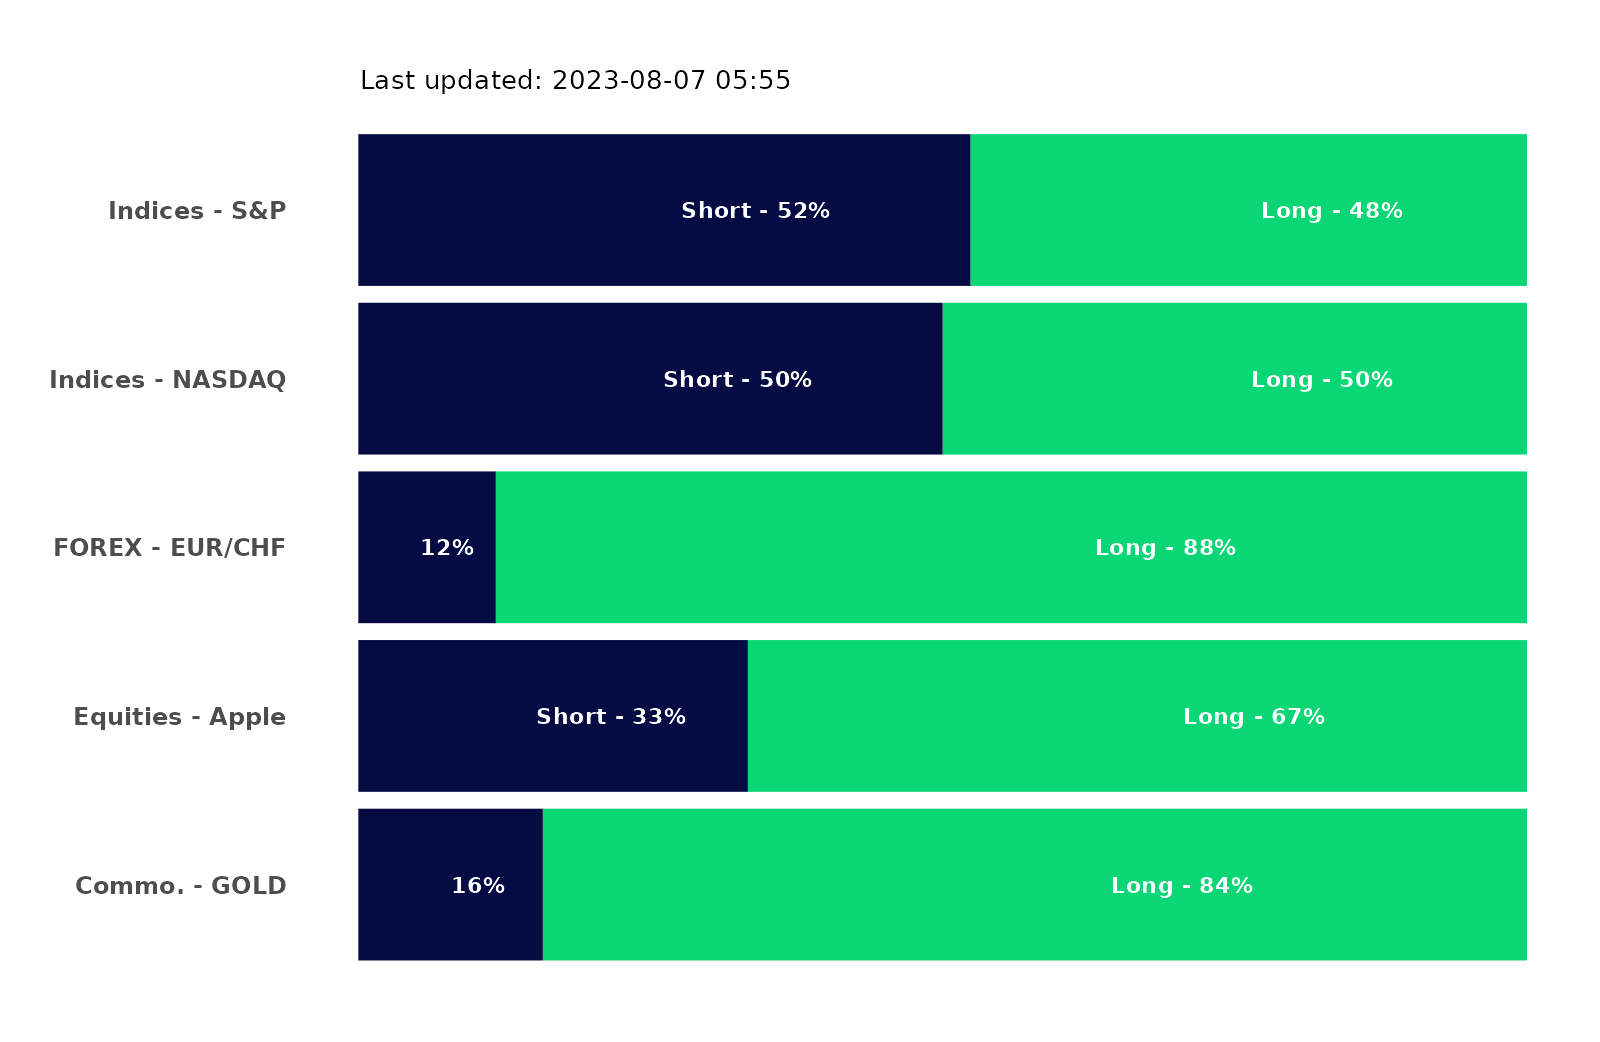 Last updated: 2023-08-07 05:55
Indices - S&P Short - 52% Long - 48%
Indices - NASDAQ Short - 50% Long - 50%
FOREX - EUR/CHF 12% Long - 88%
Equities - Apple Short - 33% Long - 67%
Commo. - GOLD 16% Long - 84%